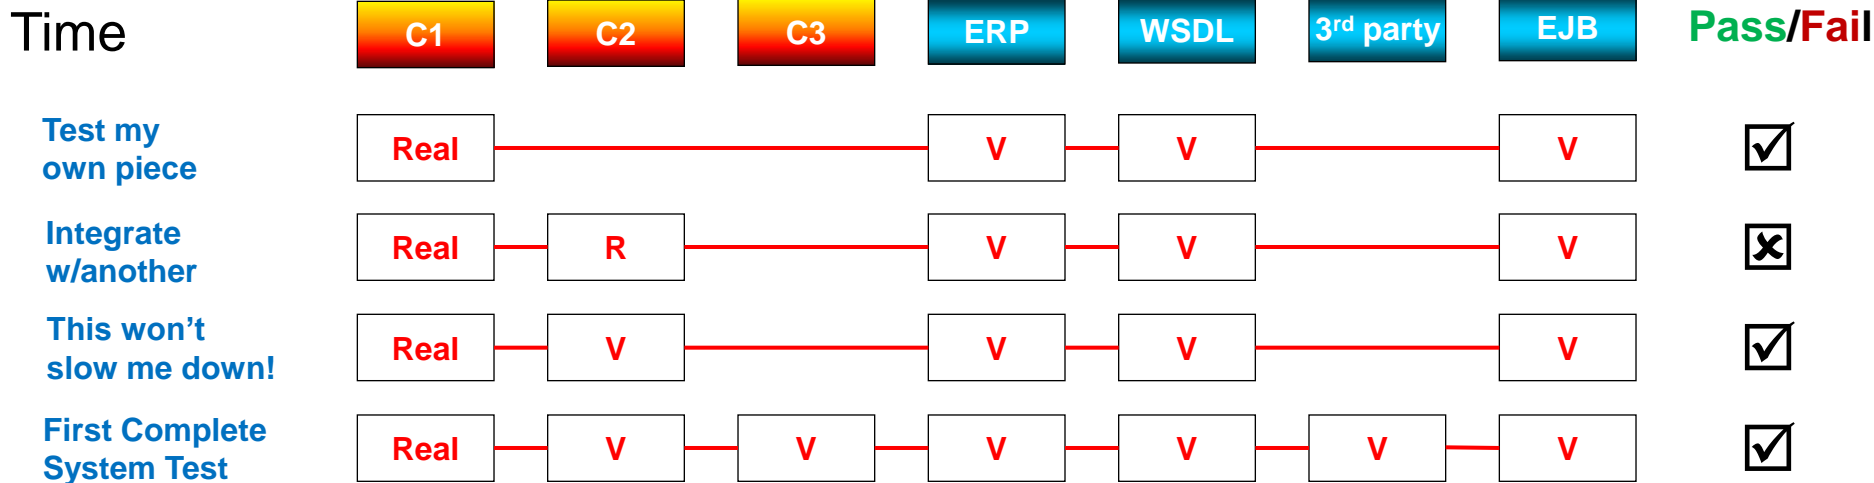 Time C1 C2 C3 ERP WSDL 3rd party EJB Pass/Fail
Test my
own piece
Real V V V
Integrate
w/another
Real R V V V
This won’t
slow me down!
Real V V V V
First Complete
System Test
Real V V V V V V